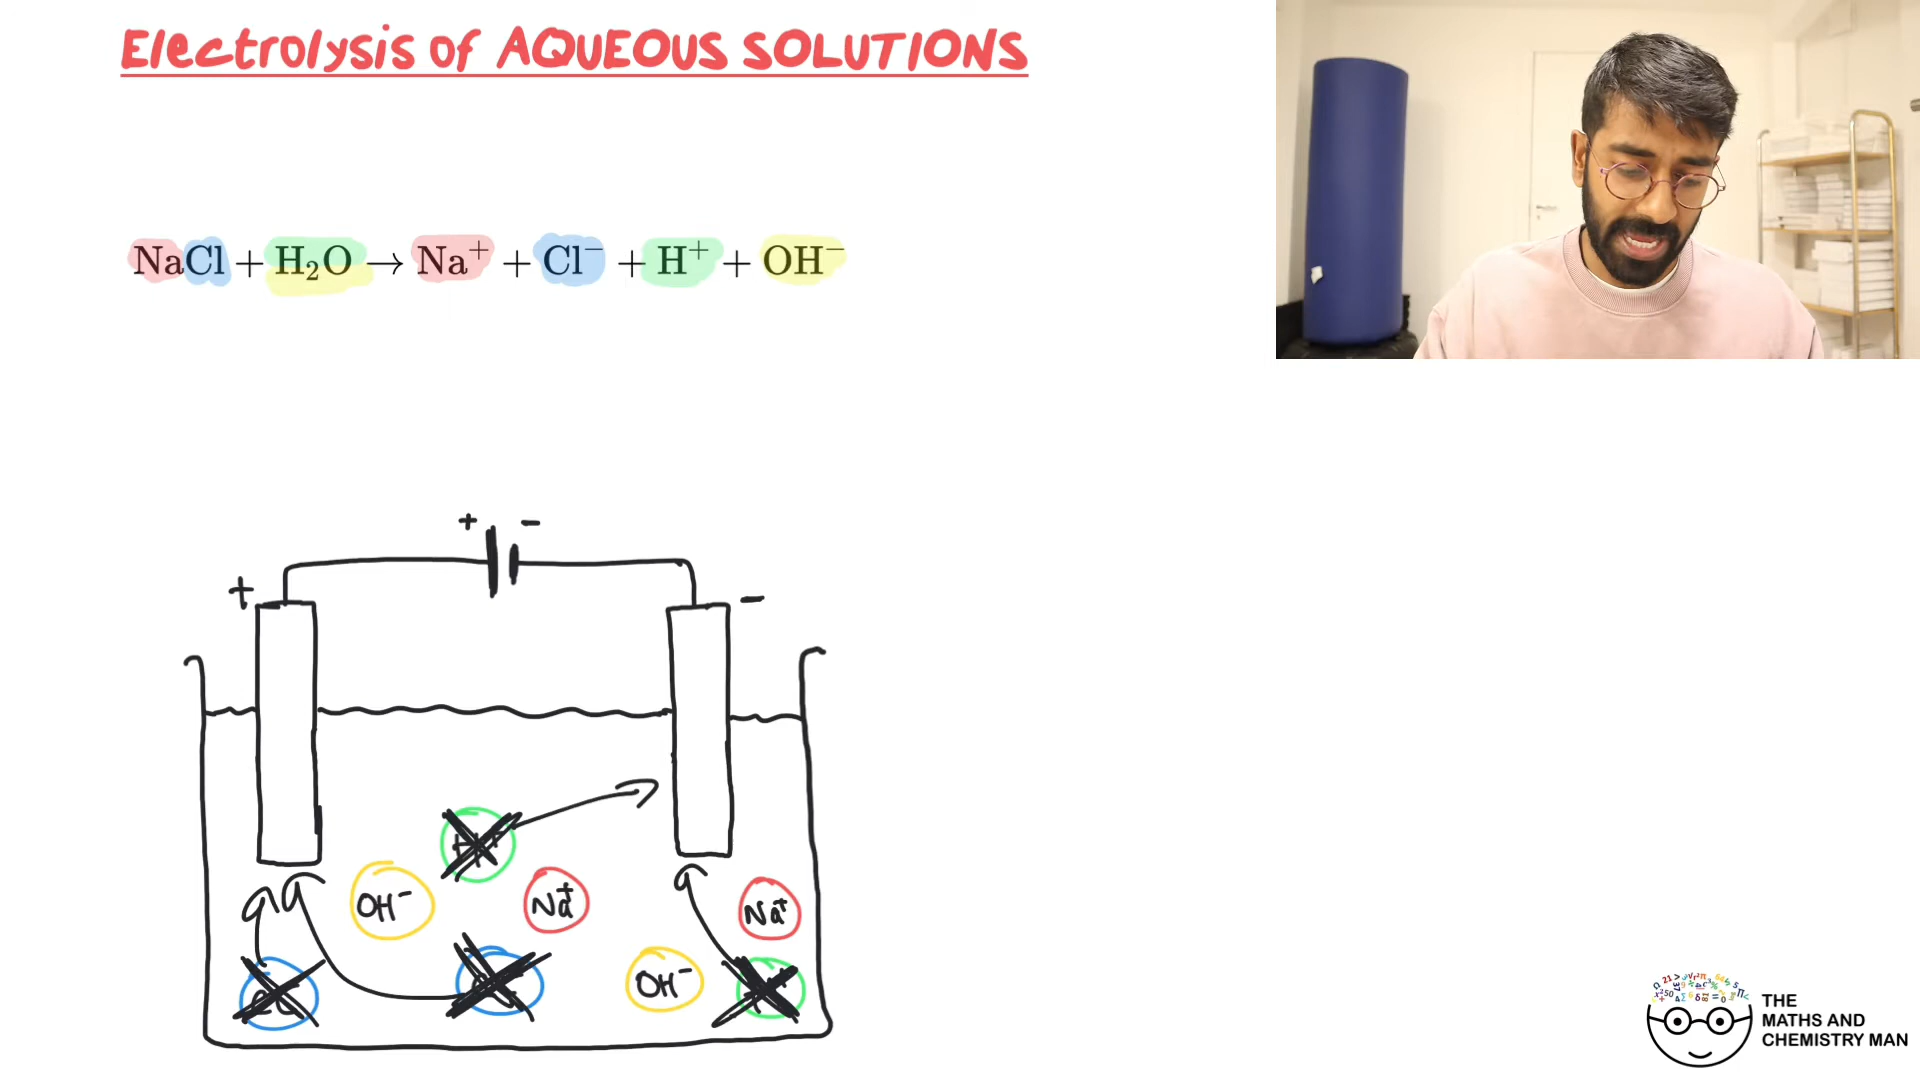 Electrolysis of AQUEOUS SOLUTIONS
NaCl + H₂O → Na⁺ + Cl⁻ + H⁺ + OH⁻
+ −
+ −
OH⁻ Na⁺ Na⁺
OH⁻
THE
MATHS AND
CHEMISTRY MAN